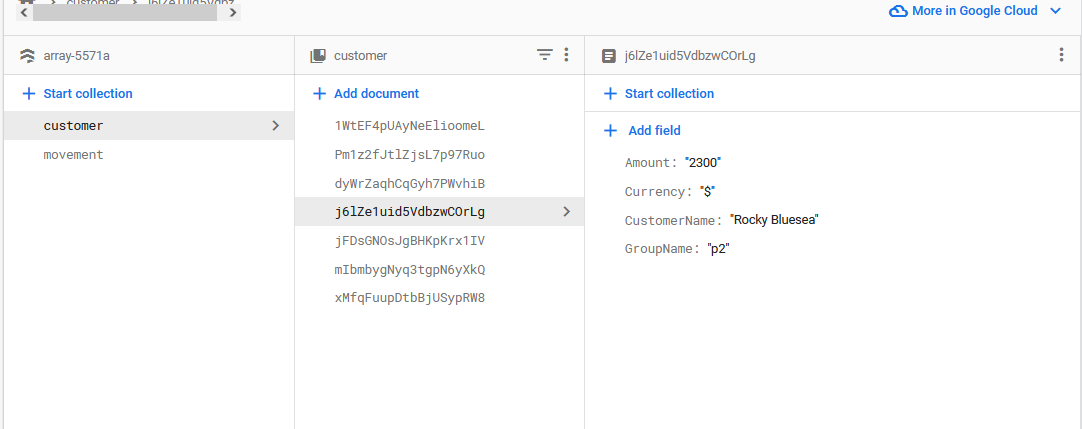 customer
More in Google Cloud
array-5571a
customer
j6lZe1uid5VdbzwCOrLg
Start collection
Add document
Start collection
customer
movement
1WtEF4pUAyNeElioomeL
Pm1z2fJtlZjsL7p97Ruo
dyWrZaqhCqGyh7PWvhiB
j6lZe1uid5VdbzwCOrLg
jFDsGNOsJgBHKpKrx1IV
mIbmbygNyq3tgpN6yXkQ
xMfqFuupDtbBjUSypRW8
Add field
Amount: "2300"
Currency: "$"
CustomerName: "Rocky Bluesea"
GroupName: "p2"